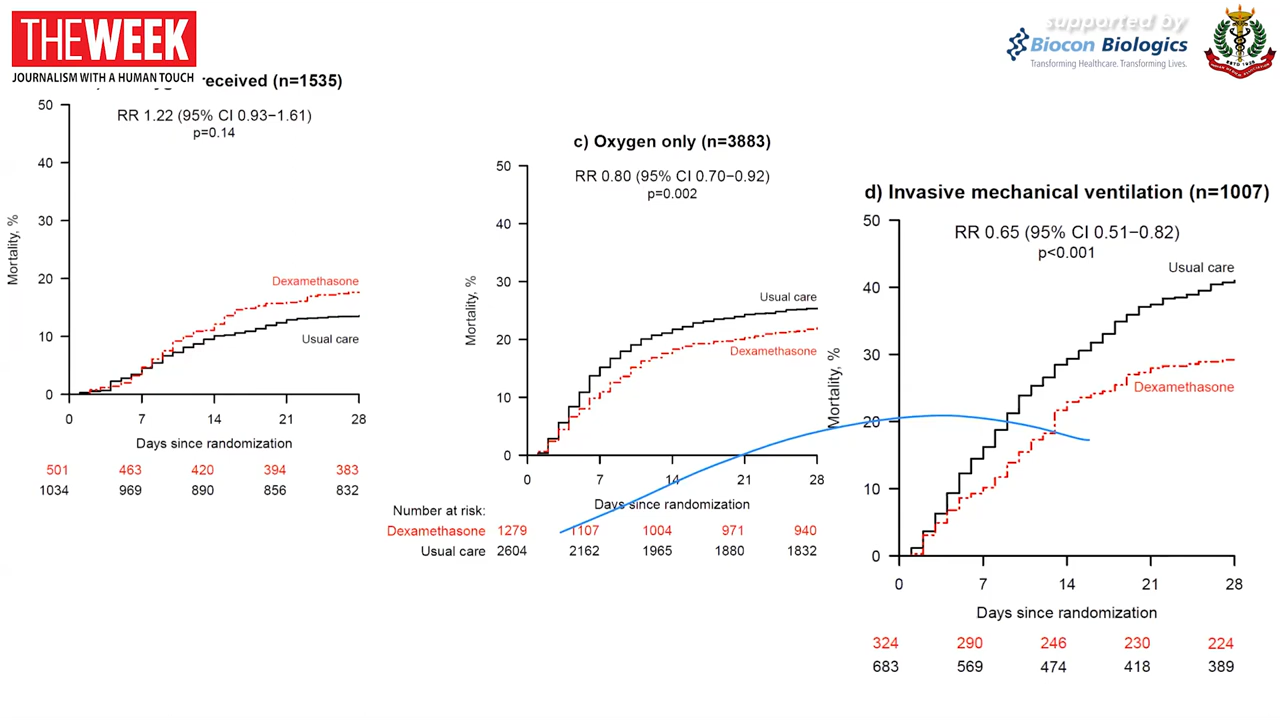 THE WEEK
JOURNALISM WITH A HUMAN TOUCH
supported by
Biocon Biologics
Transforming Healthcare. Transforming Lives.
received (n=1535)
RR 1.22 (95% CI 0.93−1.61)
p=0.14
Mortality, %
50
40
30
20
10
0
Dexamethasone
Usual care
0 7 14 21 28
Days since randomization
501 463 420 394 383
1034 969 890 856 832
c) Oxygen only (n=3883)
RR 0.80 (95% CI 0.70−0.92)
p=0.002
Mortality, %
50
40
30
20
10
0
Usual care
Dexamethasone
0 7 14 21 28
Days since randomization
Number at risk:
Dexamethasone 1279 1107 1004 971 940
Usual care 2604 2162 1965 1880 1832
d) Invasive mechanical ventilation (n=1007)
RR 0.65 (95% CI 0.51−0.82)
p<0.001
Mortality, %
50
40
30
20
10
0
Usual care
Dexamethasone
0 7 14 21 28
Days since randomization
324 290 246 230 224
683 569 474 418 389